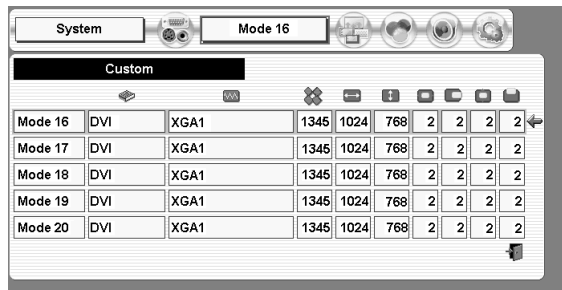 System Mode 16
Custom
Mode 16 DVI XGA1 1345 1024 768 2 2 2 2
Mode 17 DVI XGA1 1345 1024 768 2 2 2 2
Mode 18 DVI XGA1 1345 1024 768 2 2 2 2
Mode 19 DVI XGA1 1345 1024 768 2 2 2 2
Mode 20 DVI XGA1 1345 1024 768 2 2 2 2